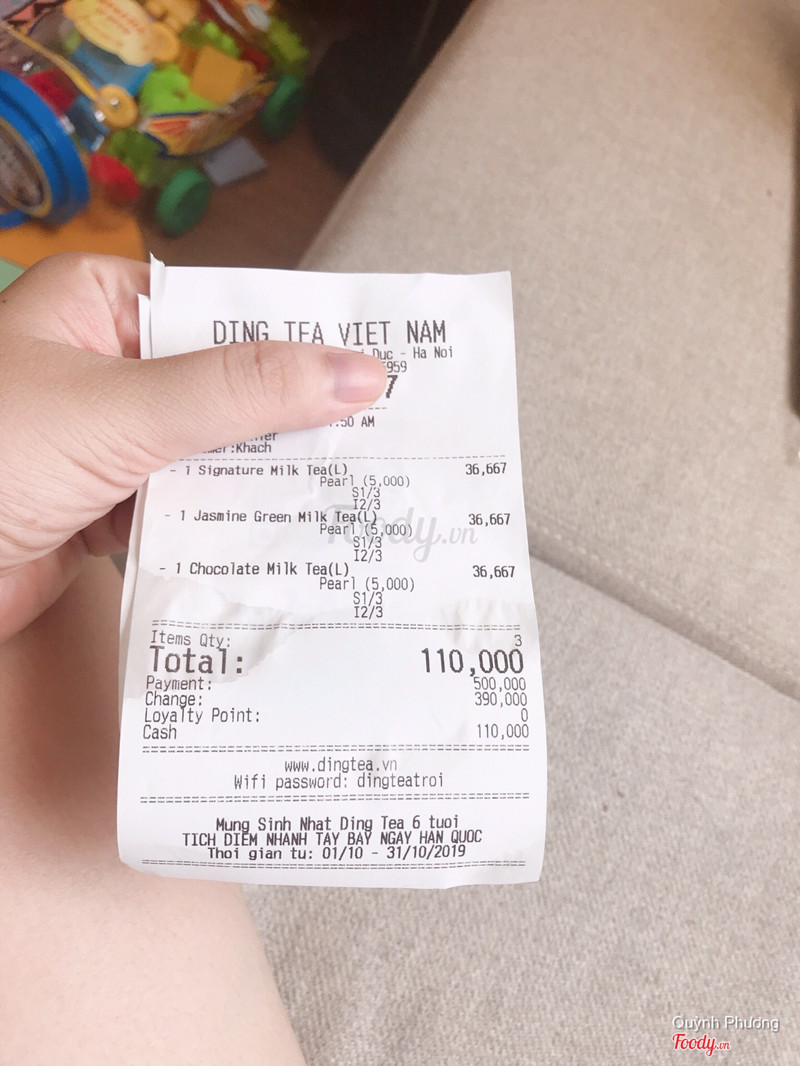 DING TEA VIET NAM
Duc - Ha Noi
5959
7
:50 AM
:Khach
- 1 Signature Milk Tea(L) 36,667
Pearl (5,000)
S1/3
I2/3
- 1 Jasmine Green Milk Tea(L) 36,667
Pearl (5,000)
S1/3
I2/3
- 1 Chocolate Milk Tea(L) 36,667
Pearl (5,000)
S1/3
I2/3
Items Qty: 3
Total: 110,000
Payment: 500,000
Change: 390,000
Loyalty Point: 0
Cash 110,000
www.dingtea.vn
Wifi password: dingteatroi
Mung Sinh Nhat Ding Tea 6 tuoi
TICH DIEM NHANH TAY BAY NGAY HAN QUOC
Thoi gian tu: 01/10 - 31/10/2019
Foody.vn
Quỳnh Phương
Foody.vn